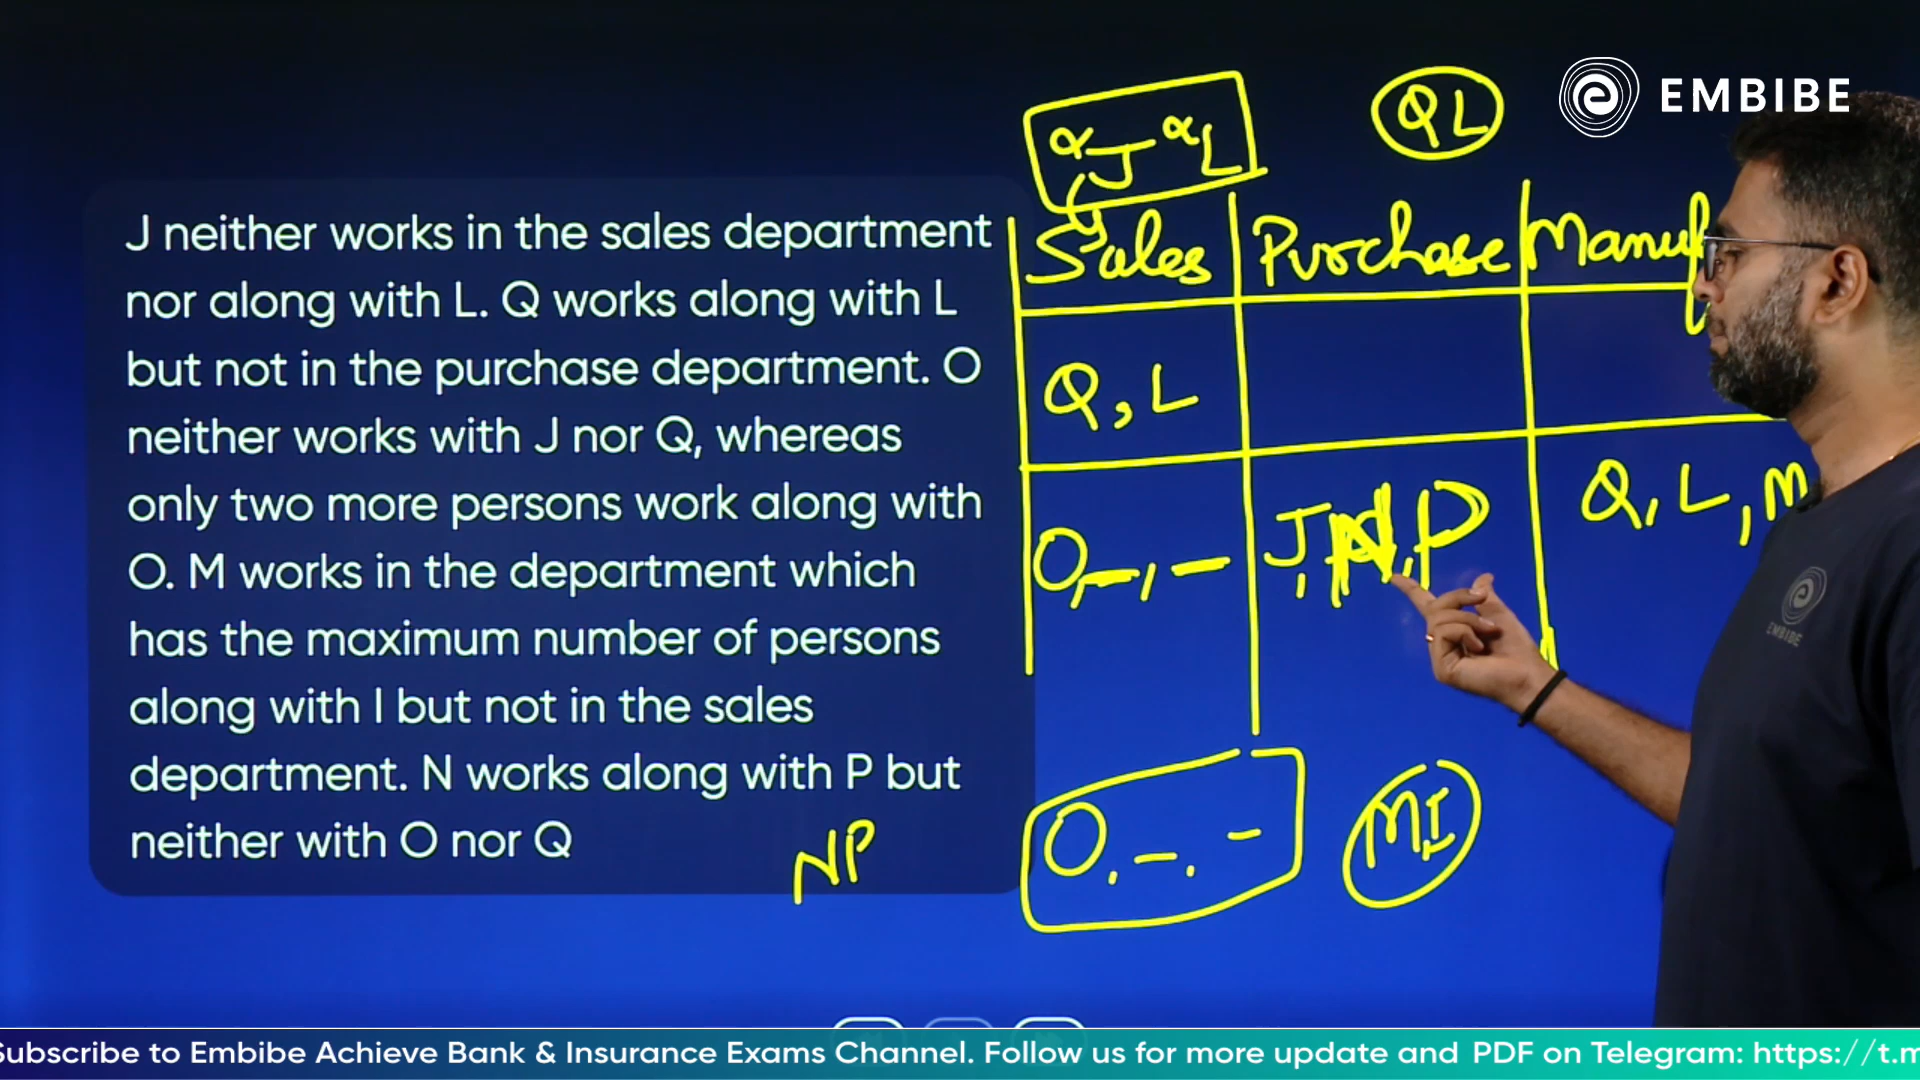 EMBIBE
J neither works in the sales department
nor along with L. Q works along with L
but not in the purchase department. O
neither works with J nor Q, whereas
only two more persons work along with
O. M works in the department which
has the maximum number of persons
along with I but not in the sales
department. N works along with P but
neither with O nor Q
NP
J L
QL
Sales Purchase Manuf
Q, L
O, _, _ J, N, P Q, L, M
O, _, _ MI
EMBIBE
Subscribe to Embibe Achieve Bank & Insurance Exams Channel. Follow us for more update and PDF on Telegram: https://t.m